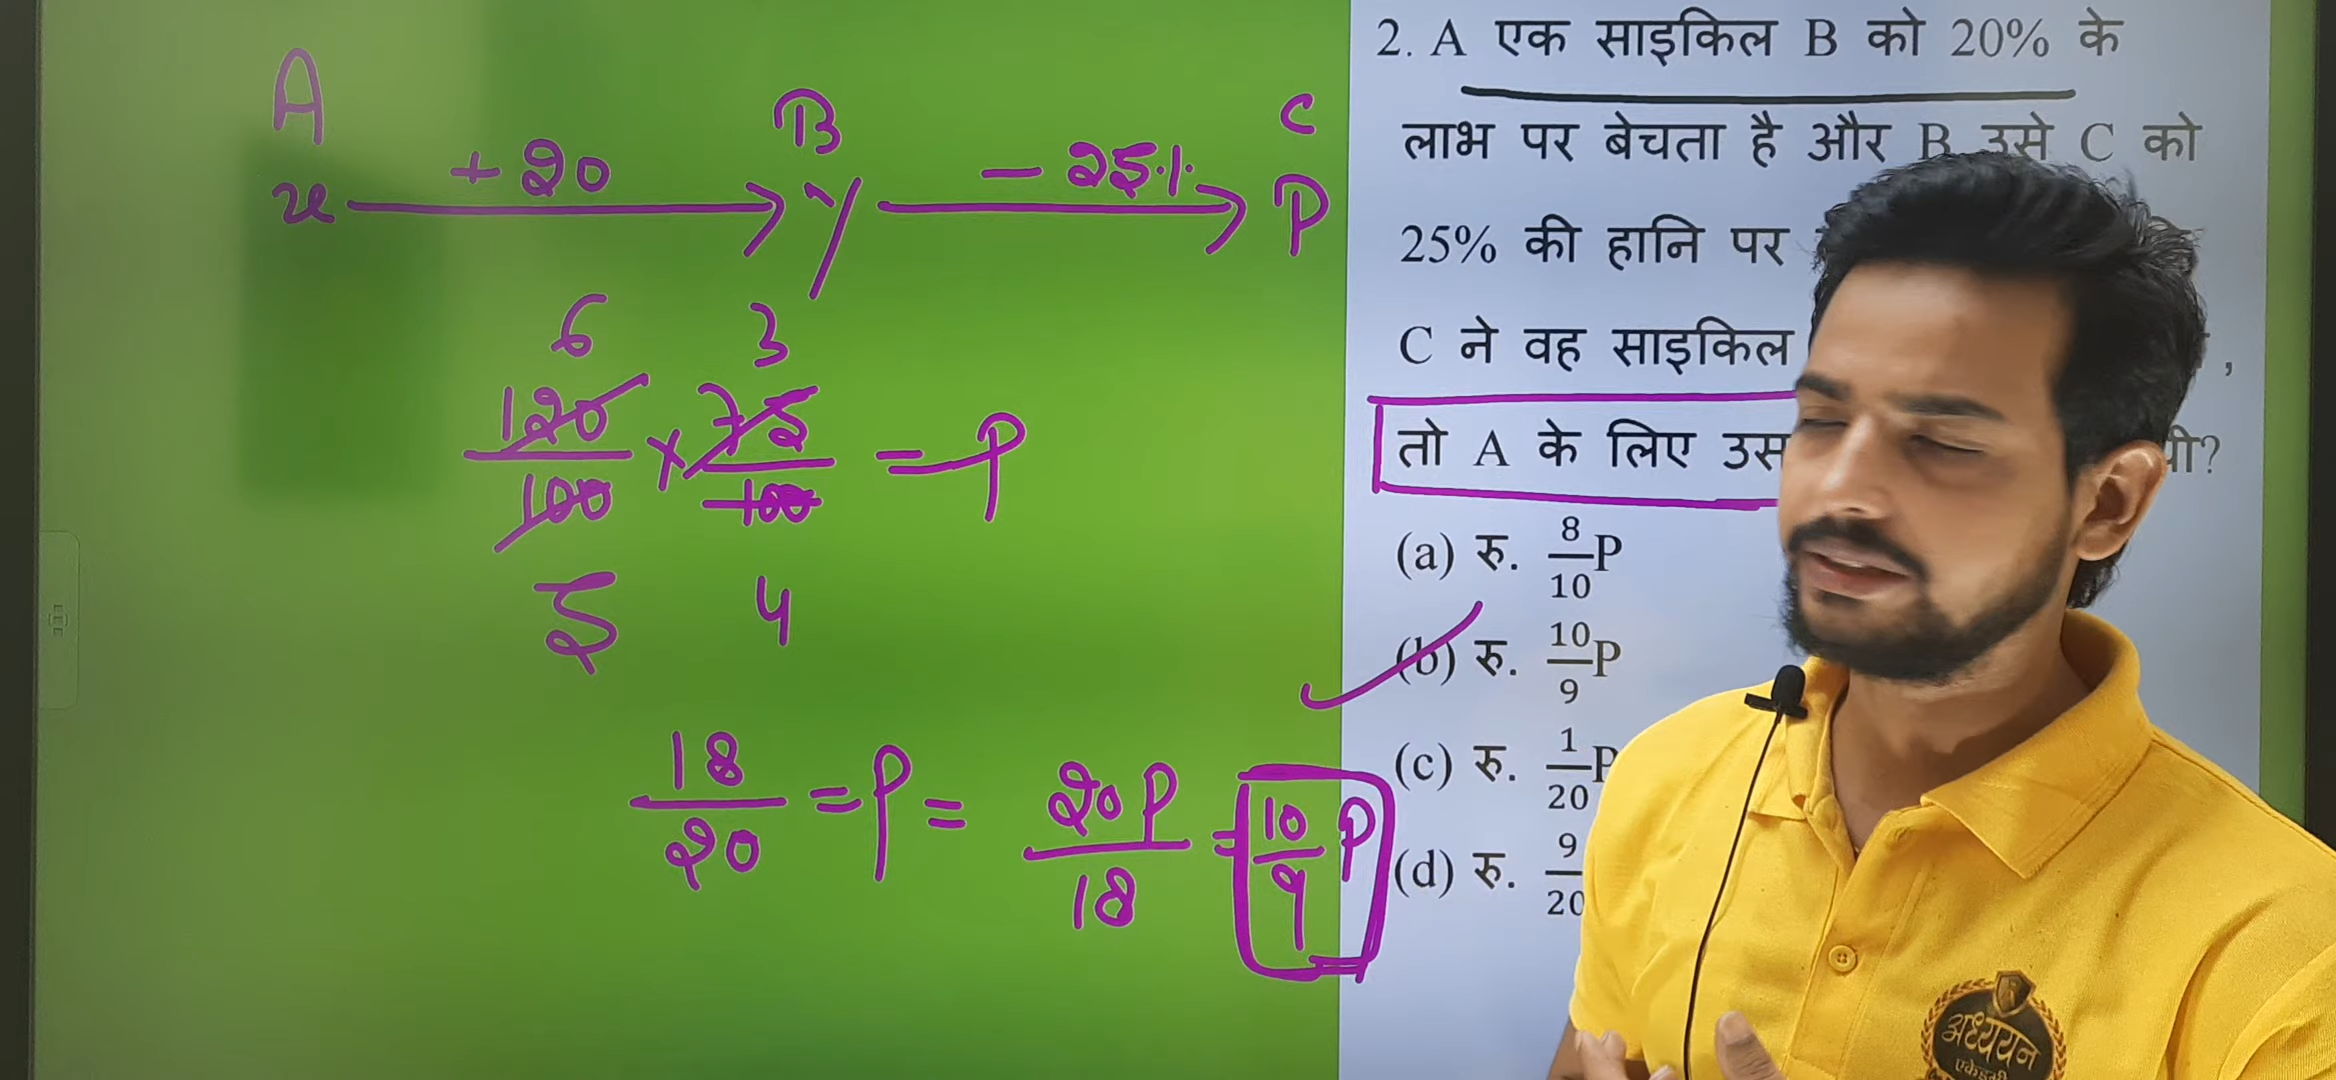 A B C
x +20 y - 25% P
6 3
120 × 75 = P
100 100
5 4
18 = P = 20P = 10 P
20 18 9
2. A एक साइकिल B को 20% के
लाभ पर बेचता है और B उसे C को
25% की हानि पर
C ने वह साइकिल ,
तो A के लिए उस थी?
(a) रु. 8/10 P
(b) रु. 10/9 P
(c) रु. 1/20 P
(d) रु. 9/20
अध्ययन
एकेडमी